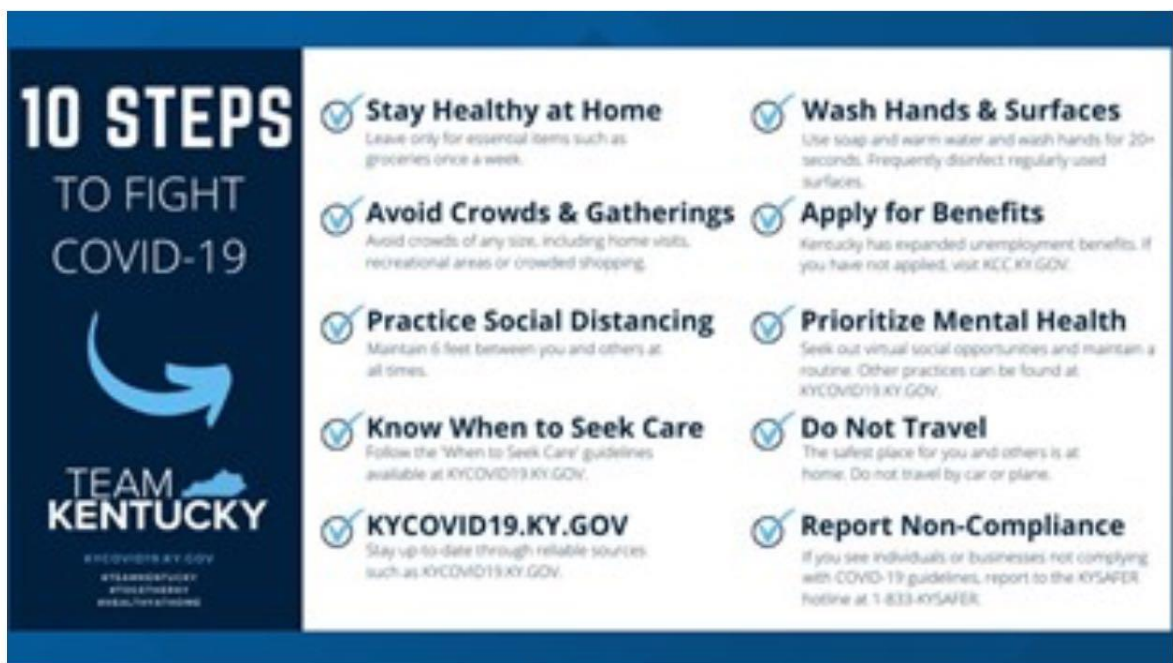 10 STEPS
TO FIGHT
COVID-19
TEAM
KENTUCKY
KYCOVID19.KY.GOV
#TEAMKENTUCKY
#TOGETHERKY
#HEALTHYATHOME
Stay Healthy at Home
Leave only for essential items such as
groceries once a week.
Avoid Crowds & Gatherings
Avoid crowds of any size, including home visits,
recreational areas or crowded shopping.
Practice Social Distancing
Maintain 6 feet between you and others at
all times.
Know When to Seek Care
Follow the 'When to Seek Care' guidelines
available at KYCOVID19.KY.GOV.
KYCOVID19.KY.GOV
Stay up-to-date through reliable sources
such as KYCOVID19.KY.GOV.
Wash Hands & Surfaces
Use soap and warm water and wash hands for 20+
seconds. Frequently disinfect regularly used
surfaces.
Apply for Benefits
Kentucky has expanded unemployment benefits. If
you have not applied, visit KCC.KY.GOV.
Prioritize Mental Health
Seek out virtual social opportunities and maintain a
routine. Other practices can be found at
KYCOVID19.KY.GOV.
Do Not Travel
The safest place for you and others is at
home. Do not travel by car or plane.
Report Non-Compliance
If you see individuals or businesses not complying
with COVID-19 guidelines, report to the KYSAFER
hotline at 1-833-KYSAFER.